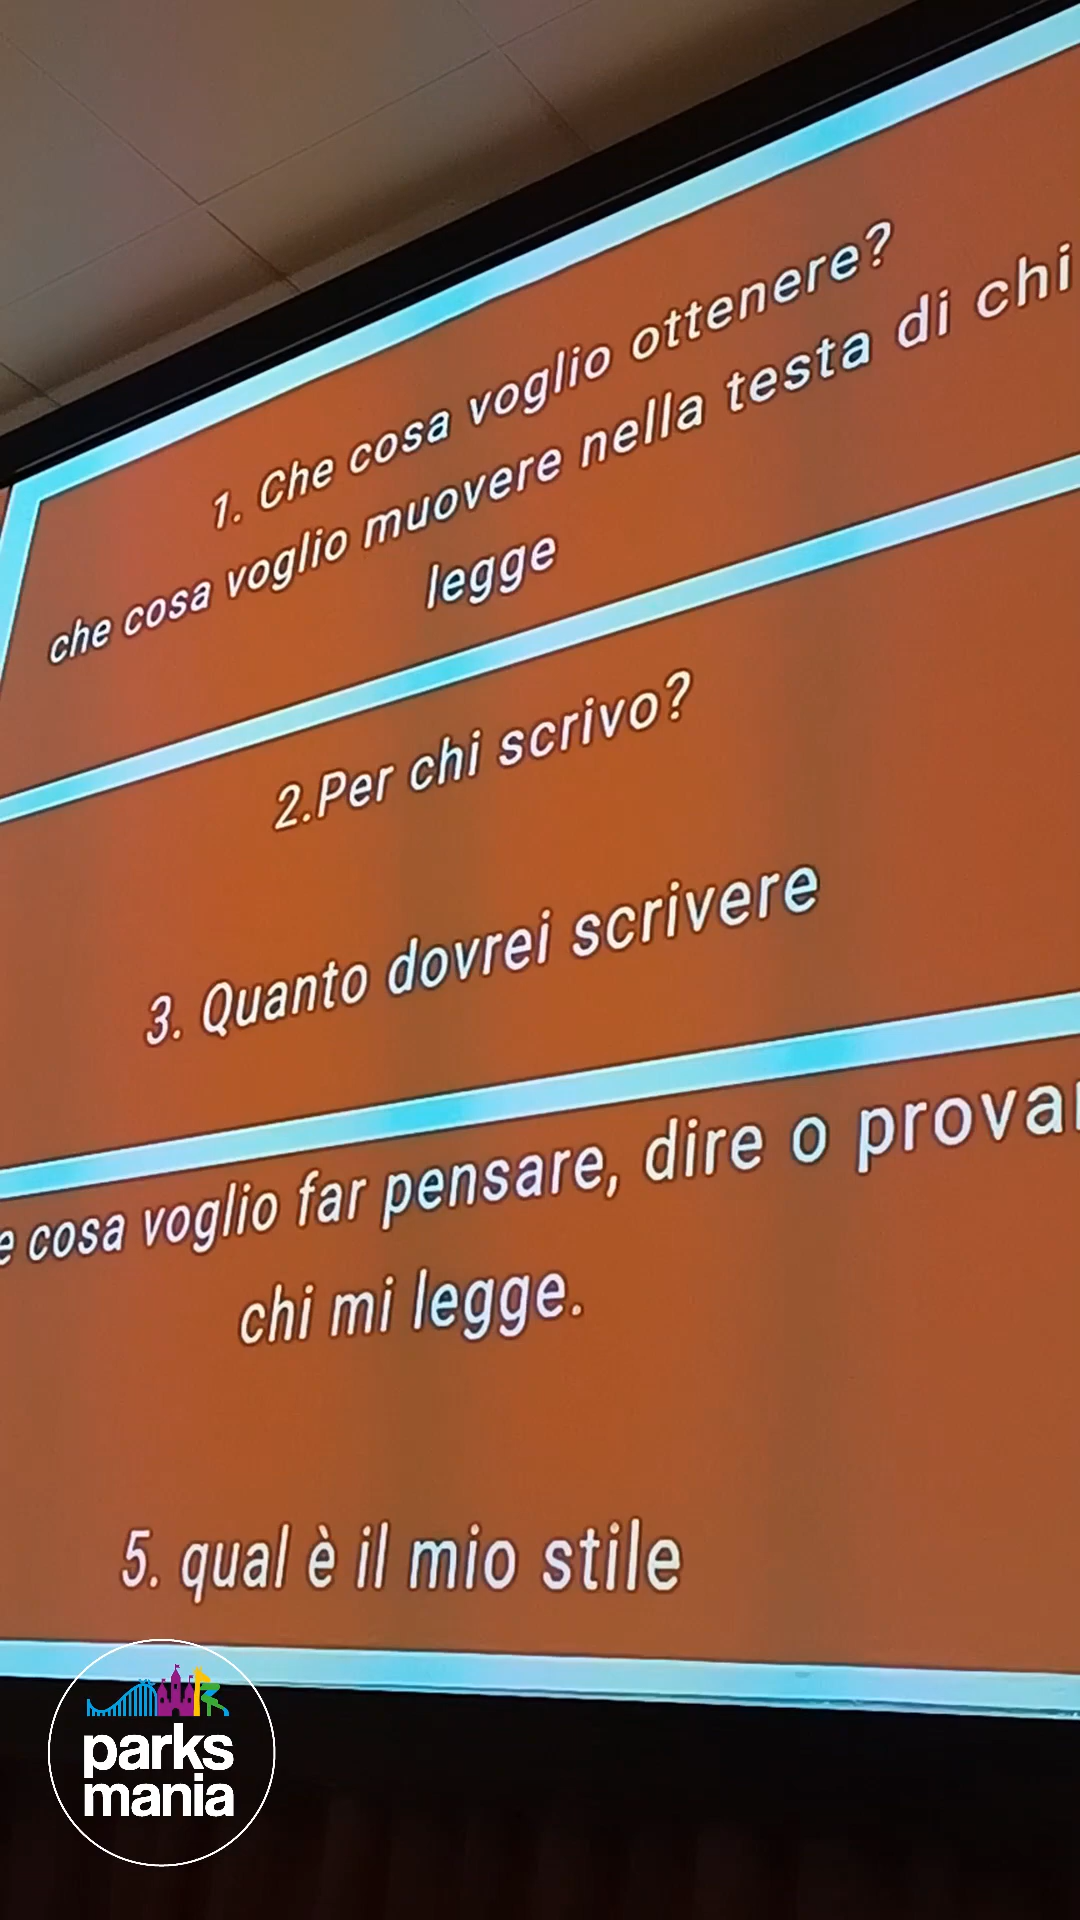 1. Che cosa voglio ottenere?
che cosa voglio muovere nella testa di chi
legge
2.Per chi scrivo?
3. Quanto dovrei scrivere
cosa voglio far pensare, dire o
chi mi legge.
5. qual è il mio stile
parks
mania